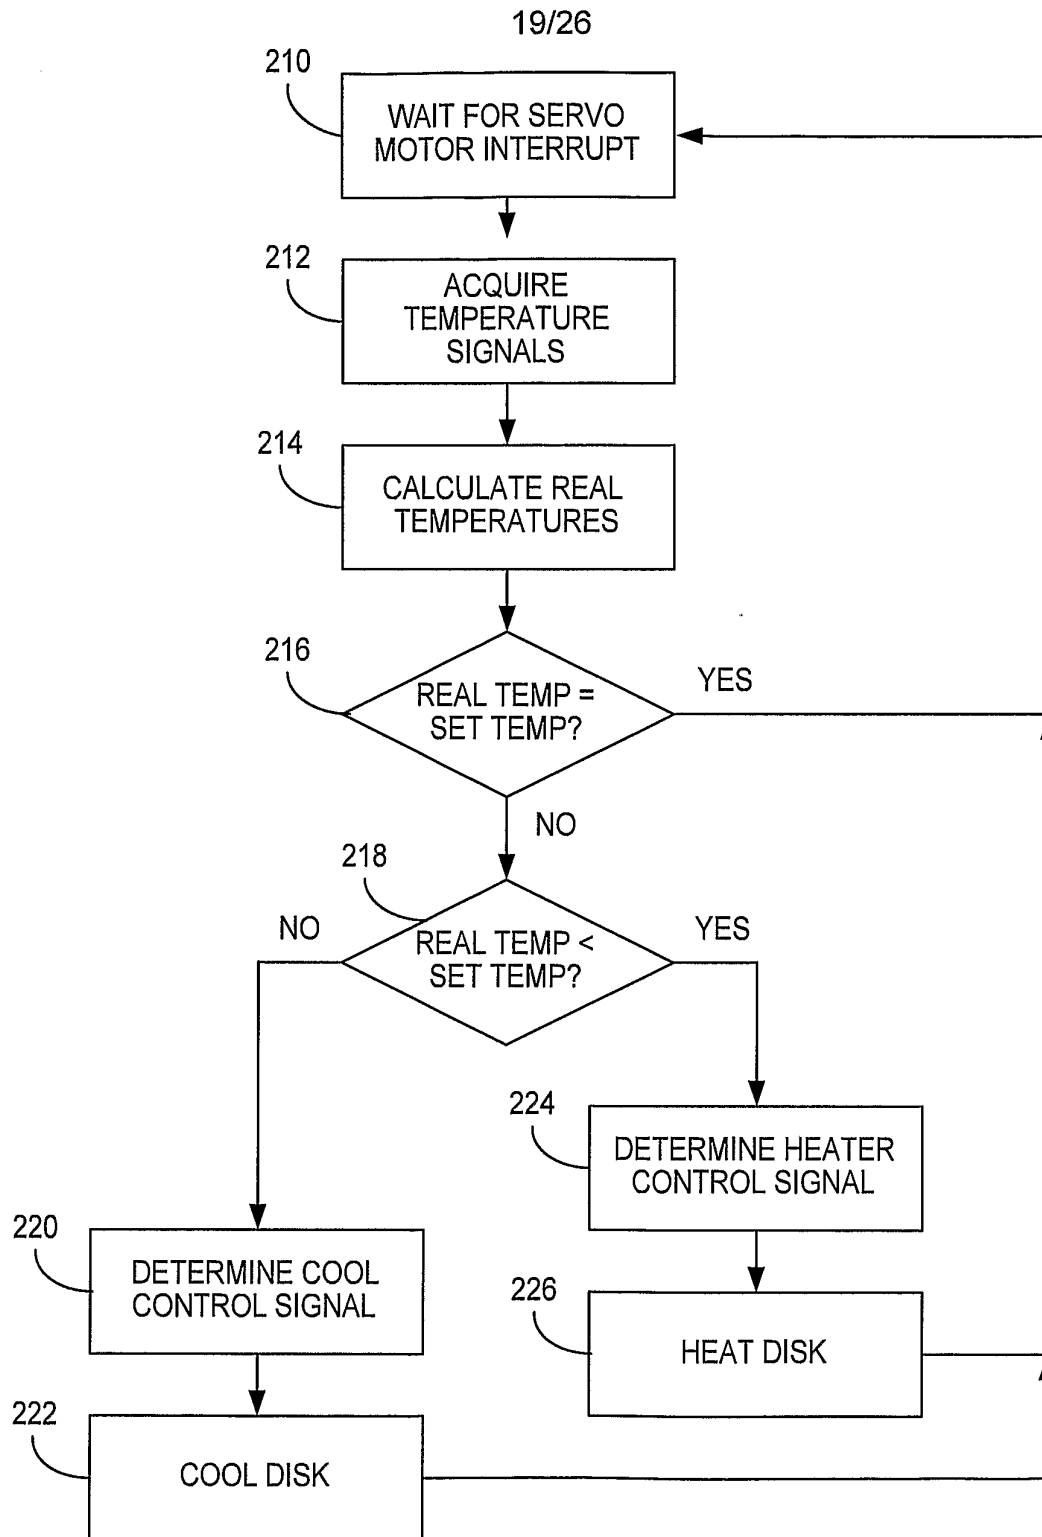 19/26
210
WAIT FOR SERVO
MOTOR INTERRUPT
212
ACQUIRE
TEMPERATURE
SIGNALS
214
CALCULATE REAL
TEMPERATURES
216
REAL TEMP =
SET TEMP?
YES
NO
218
REAL TEMP <
SET TEMP?
NO
YES
224
DETERMINE HEATER
CONTROL SIGNAL
220
DETERMINE COOL
CONTROL SIGNAL
226
HEAT DISK
222
COOL DISK